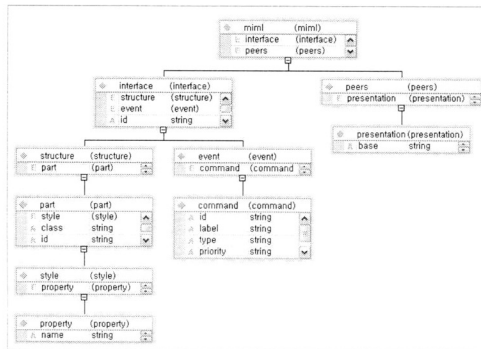 miml (miml)
E interface (interface)
E peers (peers)
interface (interface)
E structure (structure)
E event (event)
A id string
peers (peers)
E presentation (presentation)
presentation (presentation)
A base string
structure (structure)
E part (part)
event (event)
E command (command
part (part)
E style (style)
A class string
A id string
command (command)
A id string
A label string
A type string
A priority string
style (style)
E property (property)
property (property)
A name string